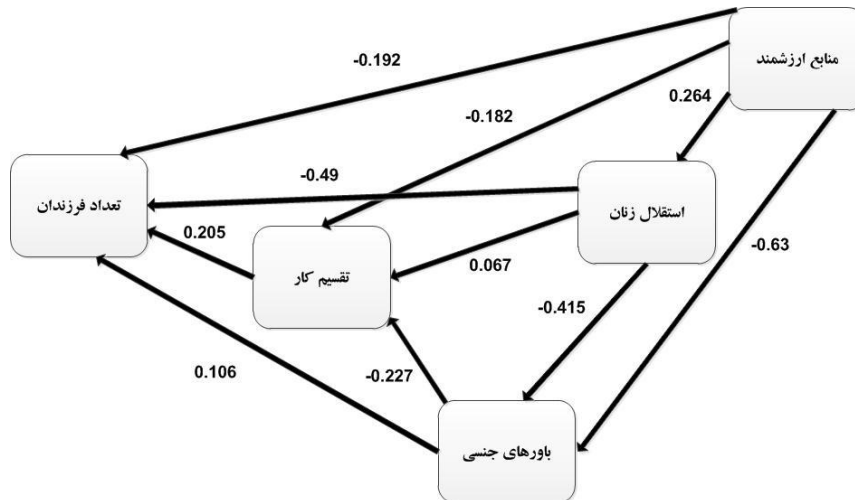 منابع ارزشمند
-0.192
0.264
-0.182
-0.49
تعداد فرزندان
استقلال زنان
0.205
تقسیم کار
0.067
-0.63
-0.415
0.106
-0.227
باورهای جنسی